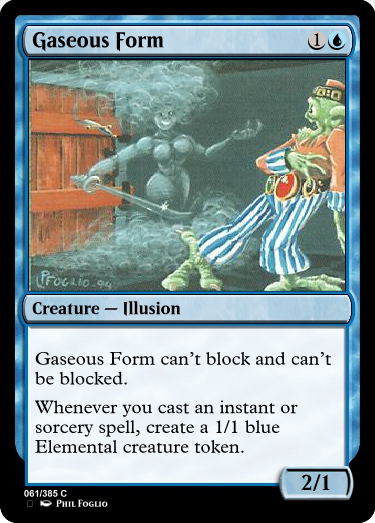 Gaseous Form 1
PFOGLIO_94
Creature — Illusion
Gaseous Form can't block and can't
be blocked.
Whenever you cast an instant or
sorcery spell, create a 1/1 blue
Elemental creature token.
2/1
061/385 C
PHIL FOGLIO